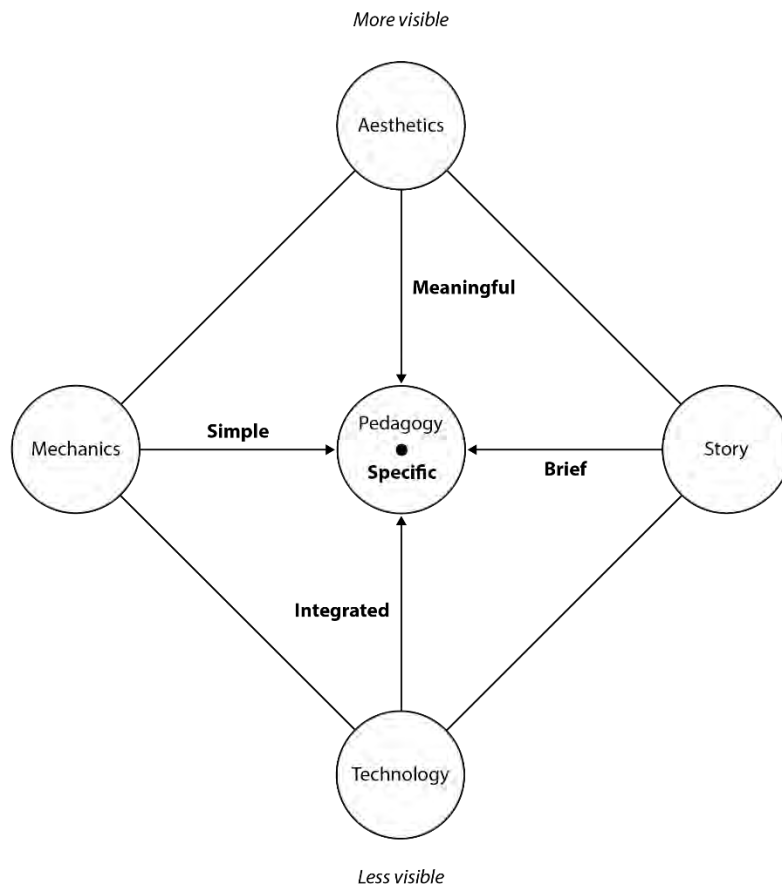 More visible
Aesthetics
Meaningful
Pedagogy
Mechanics
Simple
Specific
Brief
Story
Integrated
Technology
Less visible